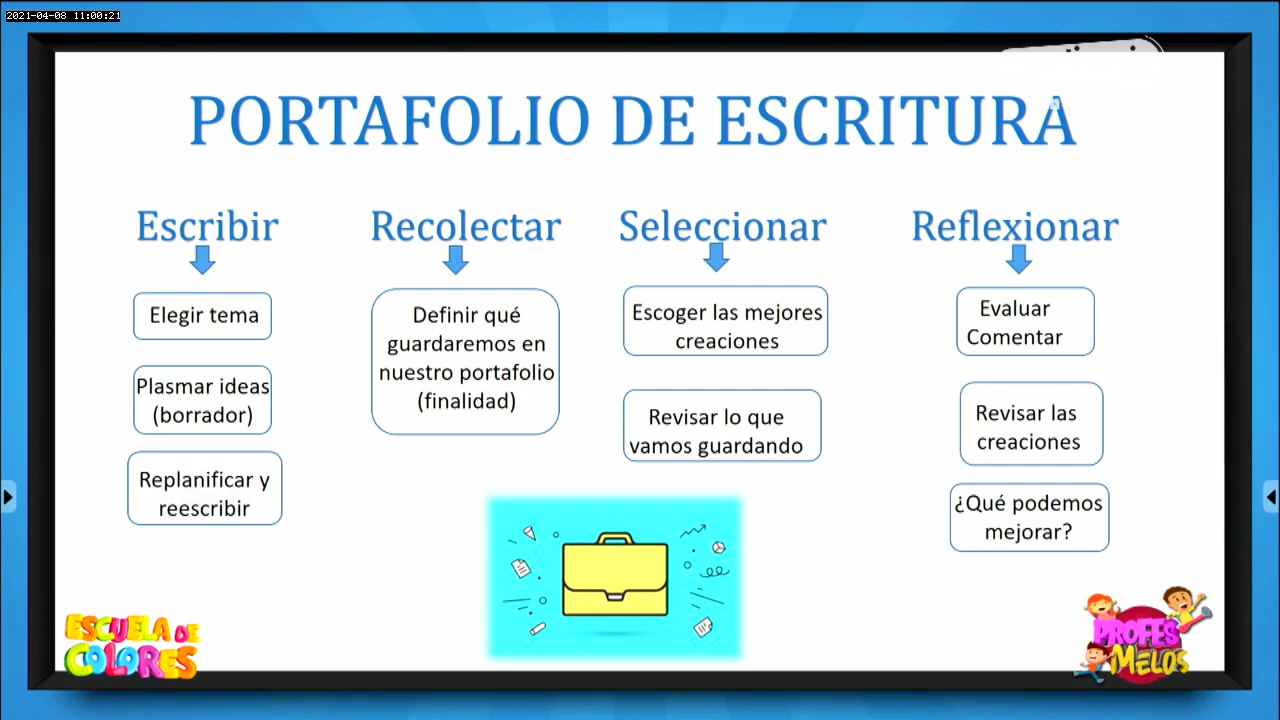 2021-04-08 11:00:21
PORTAFOLIO DE ESCRITURA
Escribir
Elegir tema
Plasmar ideas
(borrador)
Replanificar y
reescribir
Recolectar
Definir qué
guardaremos en
nuestro portafolio
(finalidad)
Seleccionar
Escoger las mejores
creaciones
Revisar lo que
vamos guardando
Reflexionar
Evaluar
Comentar
Revisar las
creaciones
¿Qué podemos
mejorar?
ESCUELA DE
COLORES
PROFES
MELOS